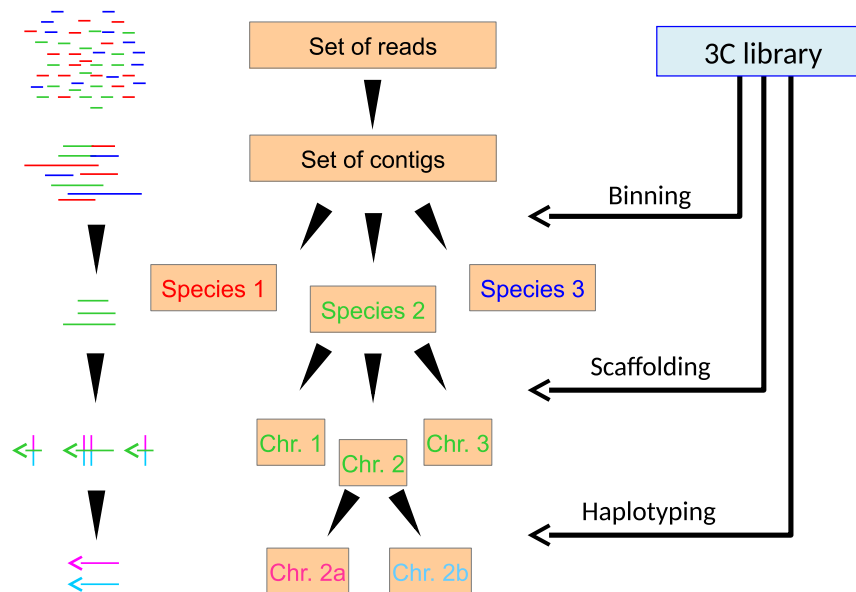 Set of reads
3C library
Set of contigs
Binning
Species 1
Species 2
Species 3
Scaffolding
Chr. 1
Chr. 2
Chr. 3
Haplotyping
Chr. 2a
Chr. 2b